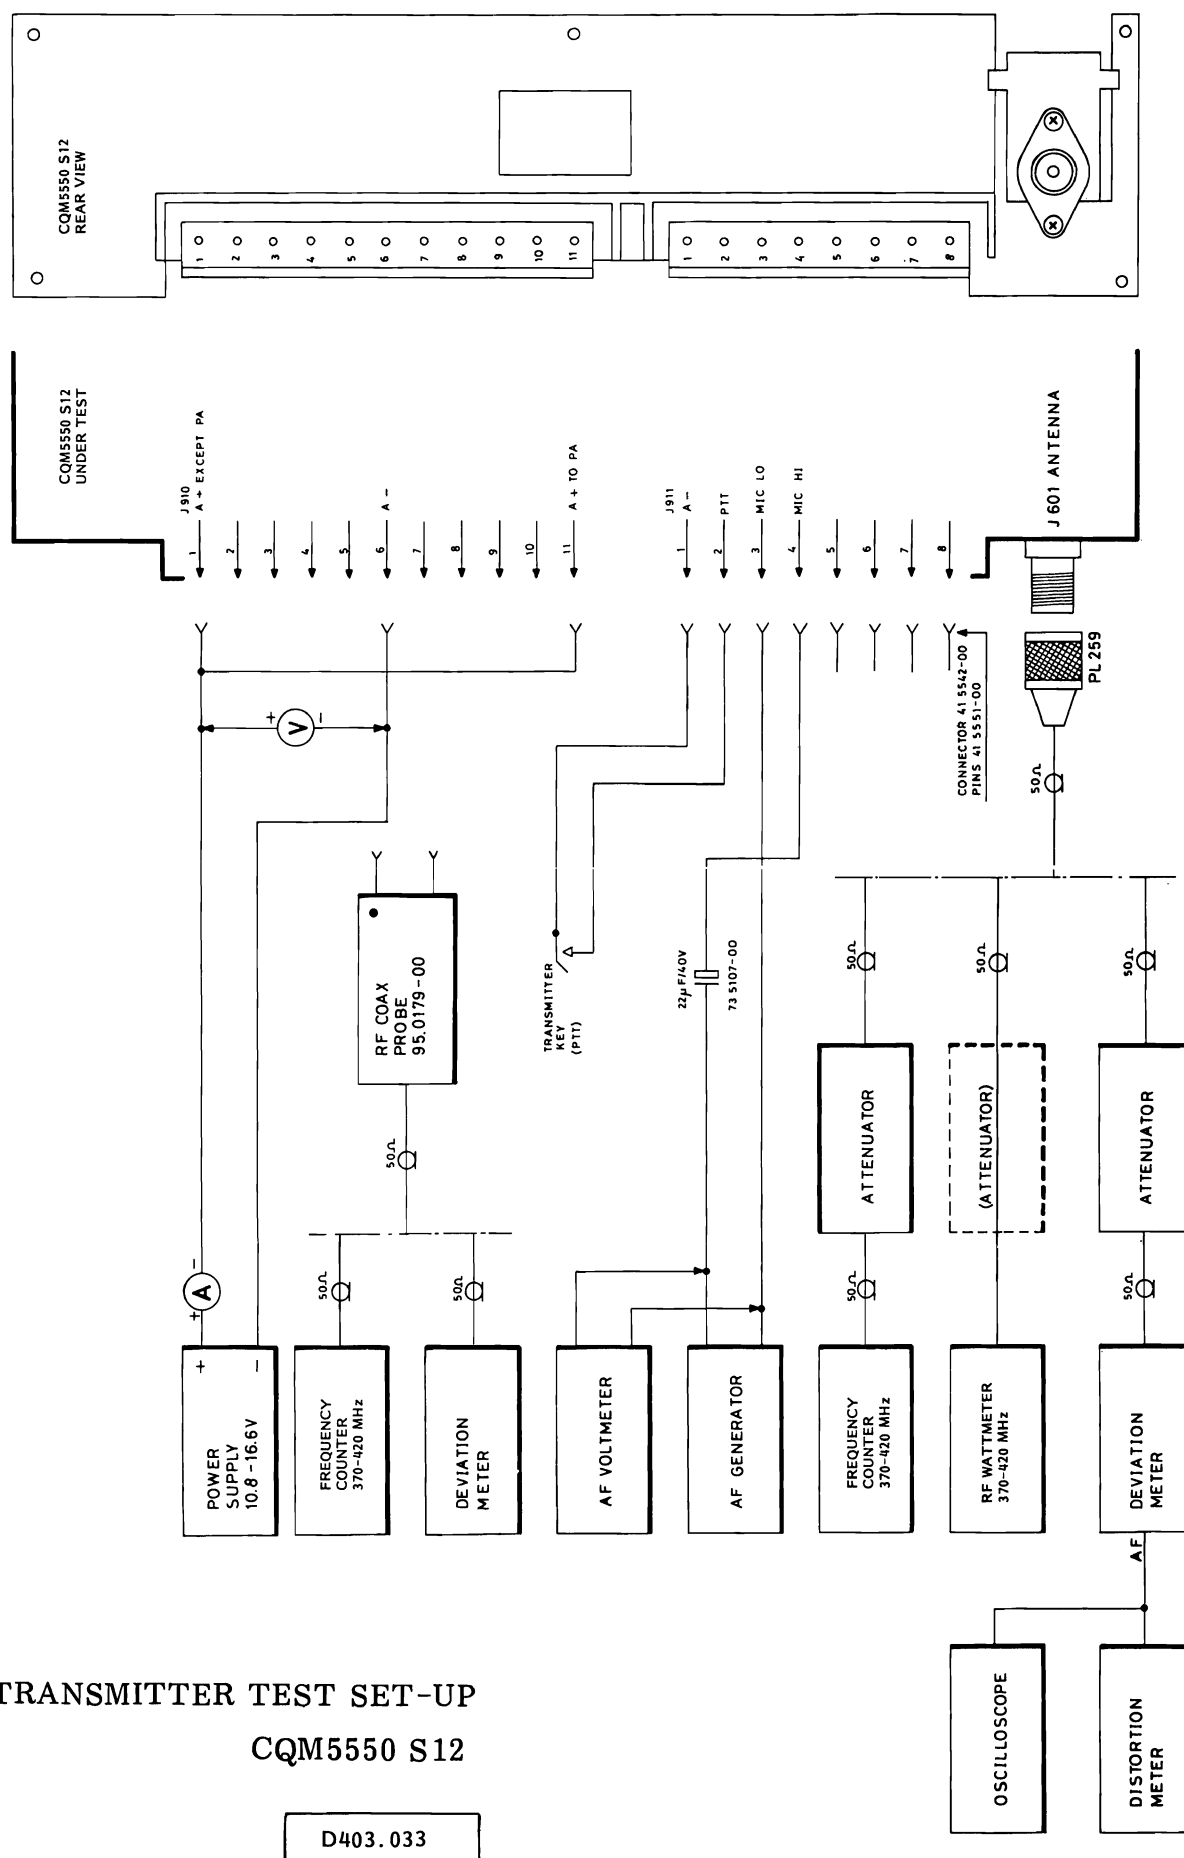 CQM5550 S12
REAR VIEW
1
2
3
4
5
6
7
8
9
10
11
1
2
3
4
5
6
7
8
CQM5550 S12
UNDER TEST
J910
A + EXCEPT PA
A -
A + TO PA
J911
A -
PTT
MIC LO
MIC HI
J601 ANTENNA
1
2
3
4
5
6
7
8
9
10
11
1
2
3
4
5
6
7
8
CONNECTOR 41 5542-00
PINS 41 5551-00
PL 259
+
V
-
50Ω
RF COAX
PROBE
95.0179-00
TRANSMITTER
KEY
(PTT)
22µF/40V
73 5107-00
50Ω
50Ω
50Ω
50Ω
ATTENUATOR
(ATTENUATOR)
ATTENUATOR
+
A
-
50Ω
50Ω
50Ω
50Ω
+
-
POWER
SUPPLY
10.8-16.6V
FREQUENCY
COUNTER
370-420 MHz
DEVIATION
METER
AF VOLTMETER
AF GENERATOR
FREQUENCY
COUNTER
370-420 MHz
RF WATTMETER
370-420 MHz
DEVIATION
METER
AF
OSCILLOSCOPE
DISTORTION
METER
TRANSMITTER TEST SET-UP
CQM5550 S12
D403.033